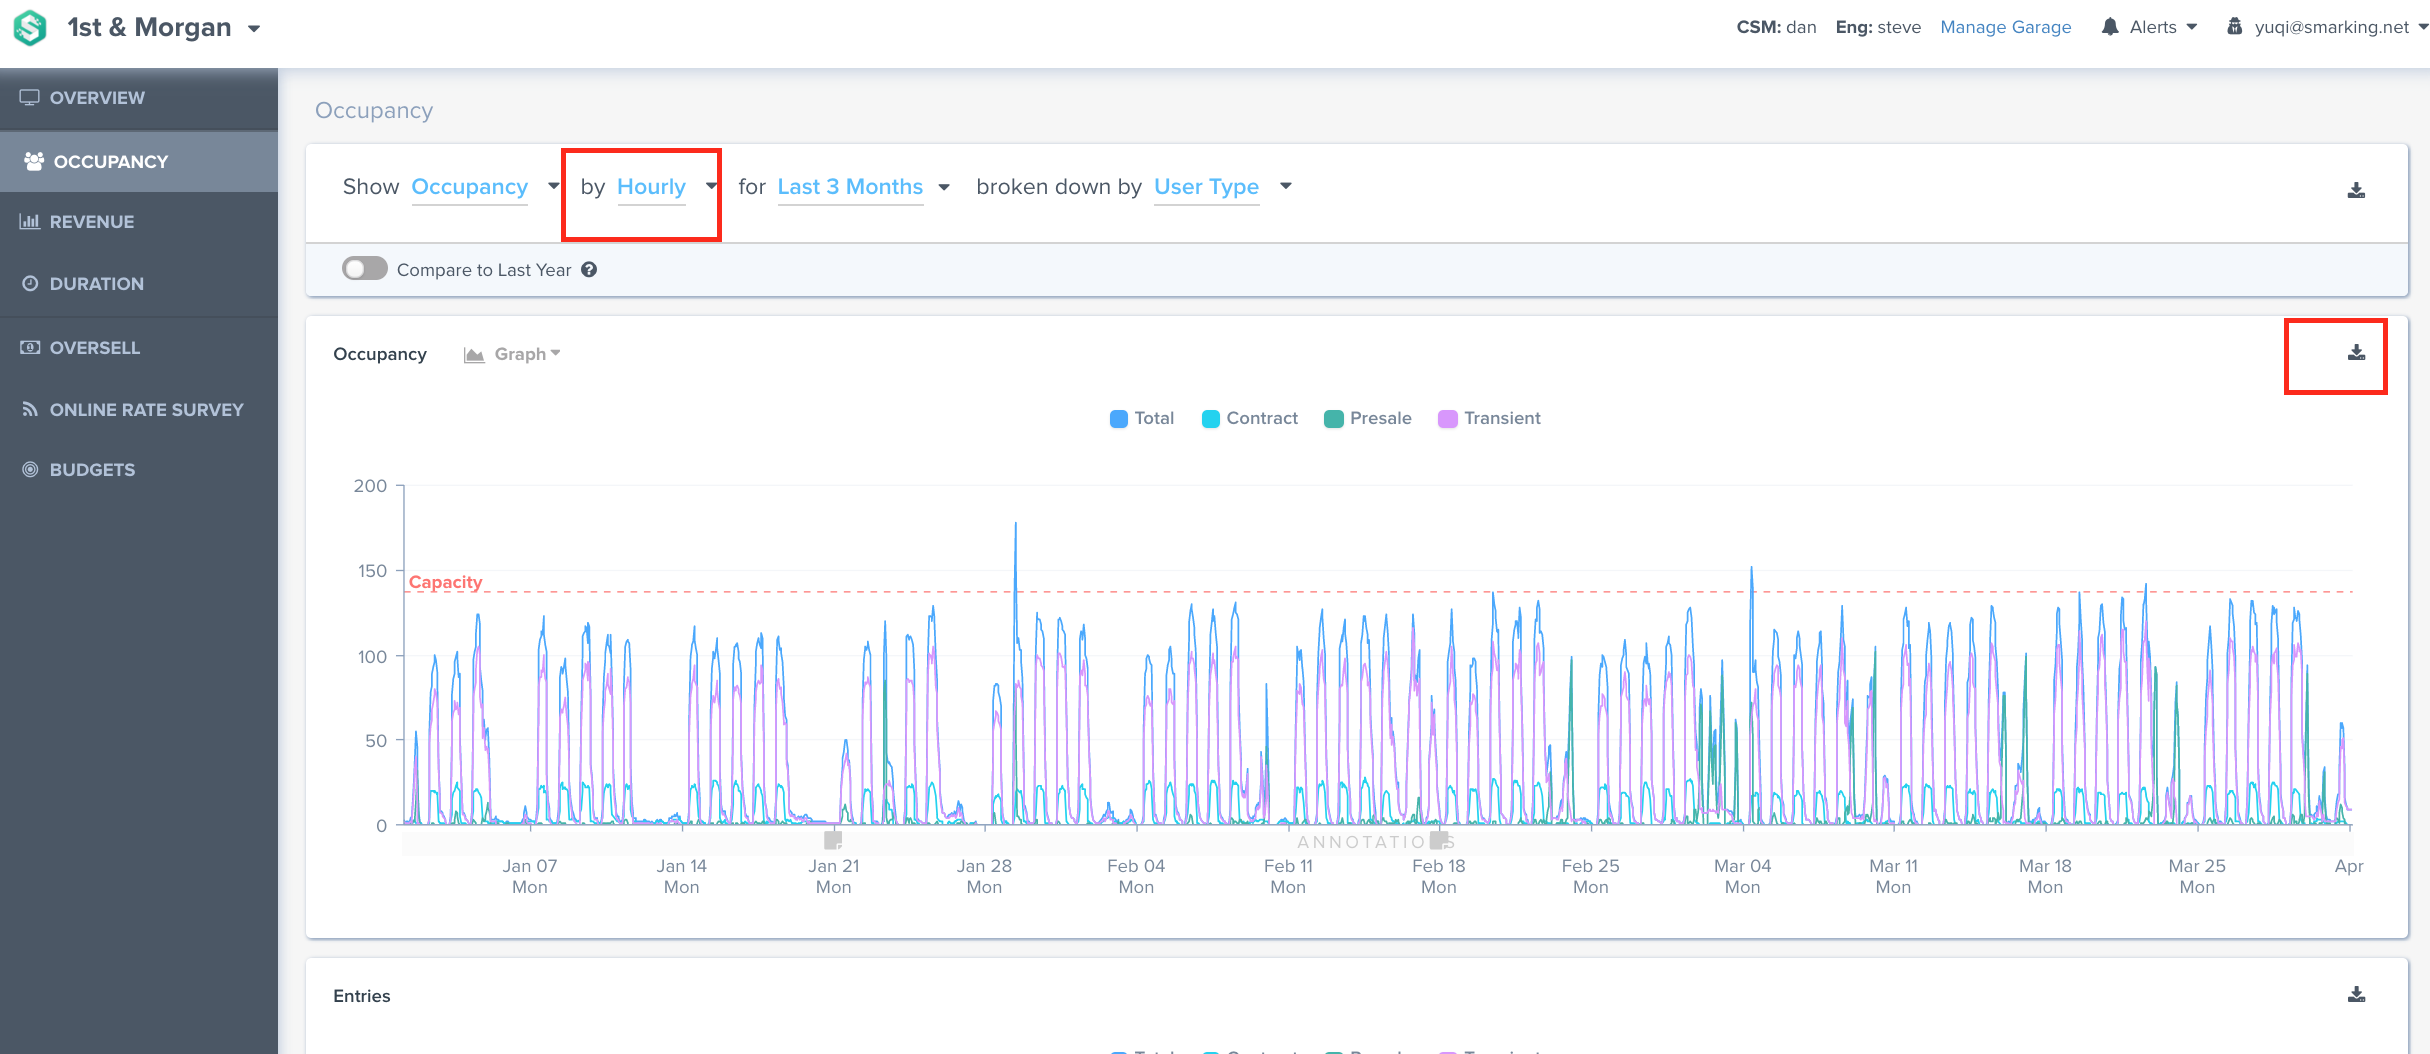 1st & Morgan
CSM: dan Eng: steve Manage Garage Alerts yuqi@smarking.net
OVERVIEW
OCCUPANCY
REVENUE
DURATION
OVERSELL
ONLINE RATE SURVEY
BUDGETS
Occupancy
Show Occupancy by Hourly for Last 3 Months broken down by User Type
Compare to Last Year ?
Occupancy Graph
Total Contract Presale Transient
200
150
Capacity
100
50
0
ANNOTATIO S
Jan 07 Jan 14 Jan 21 Jan 28 Feb 04 Feb 11 Feb 18 Feb 25 Mar 04 Mar 11 Mar 18 Mar 25 Apr
Mon Mon Mon Mon Mon Mon Mon Mon Mon Mon Mon Mon
Entries